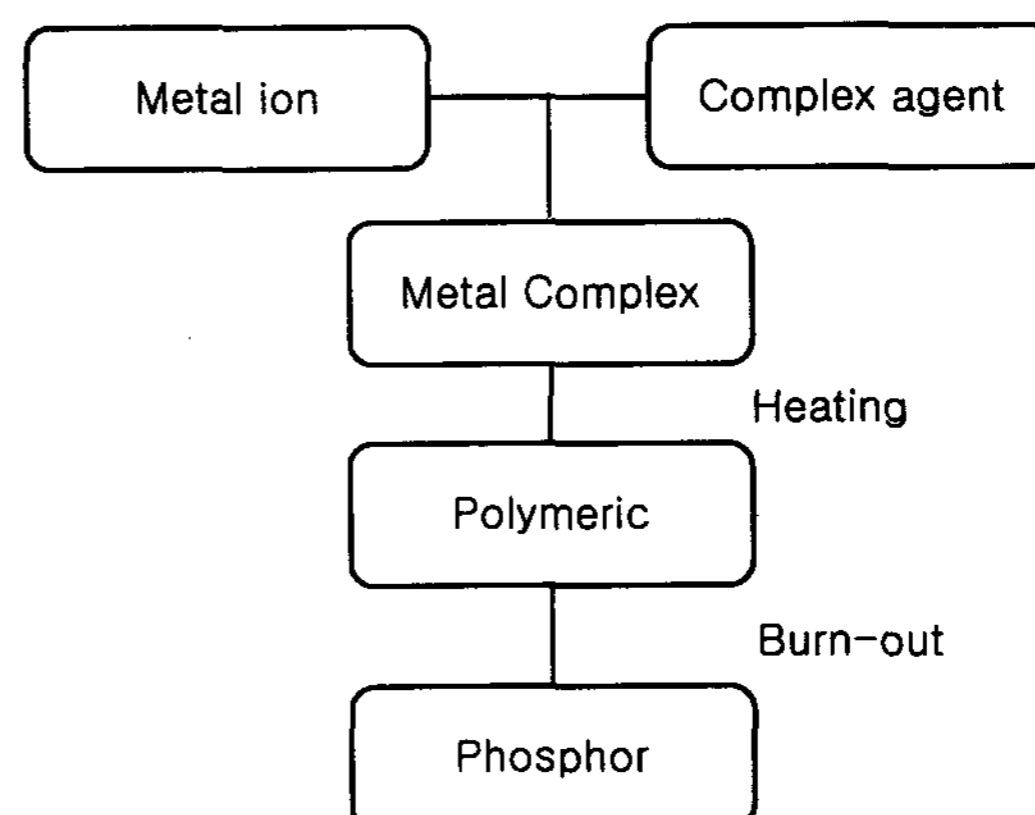 Metal ion
Complex agent
Metal Complex
Heating
Polymeric
Burn-out
Phosphor